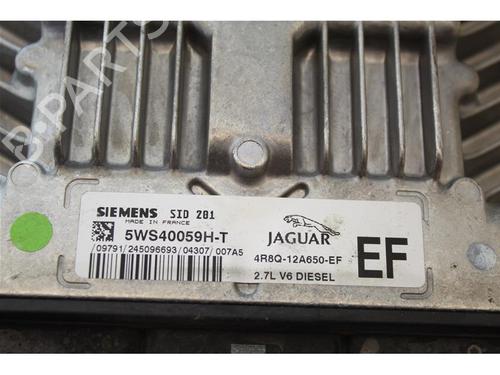 SIEMENS SID 201
MADE IN FRANCE
5WS40059H-T
/09791/245096693/04307/007A5
JAGUAR
4R8Q-12A650-EF
2.7L V6 DIESEL
EF
B-PARTS